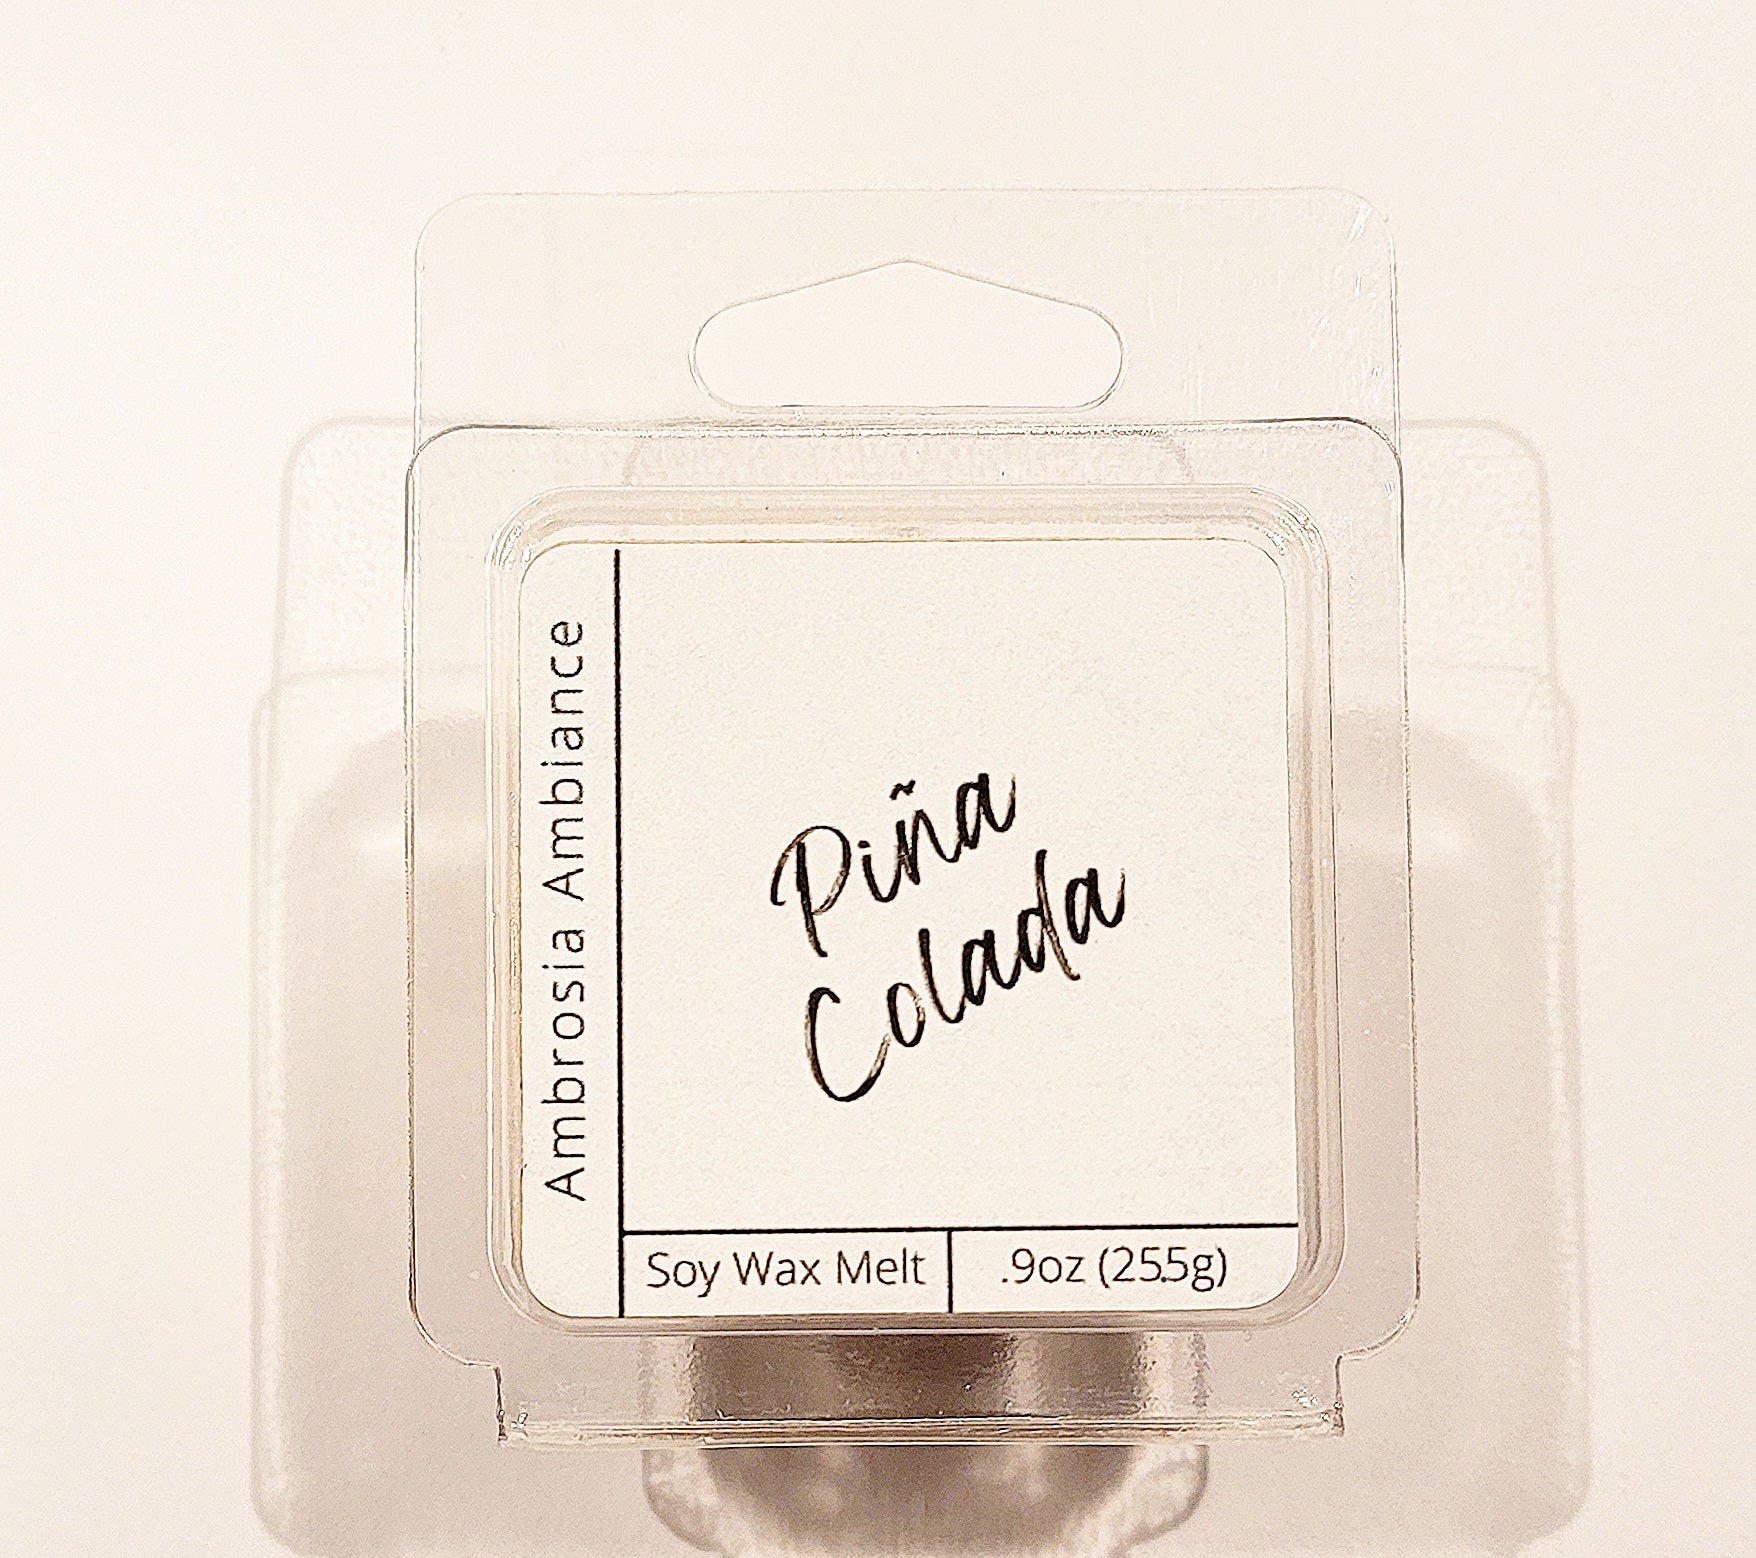 Ambrosia Ambiance
Piña
Colada
Soy Wax Melt
.9oz (25.5g)